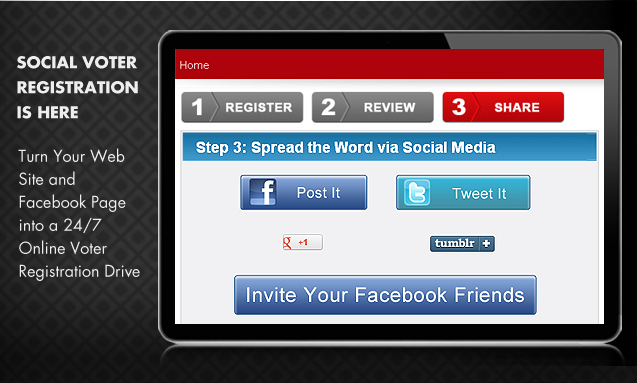 SOCIAL VOTER
REGISTRATION
IS HERE
Turn Your Web
Site and
Facebook Page
into a 24/7
Online Voter
Registration Drive
Home
1 REGISTER
2 REVIEW
3 SHARE
Step 3: Spread the Word via Social Media
f Post It
t Tweet It
g +1
tumblr +
Invite Your Facebook Friends